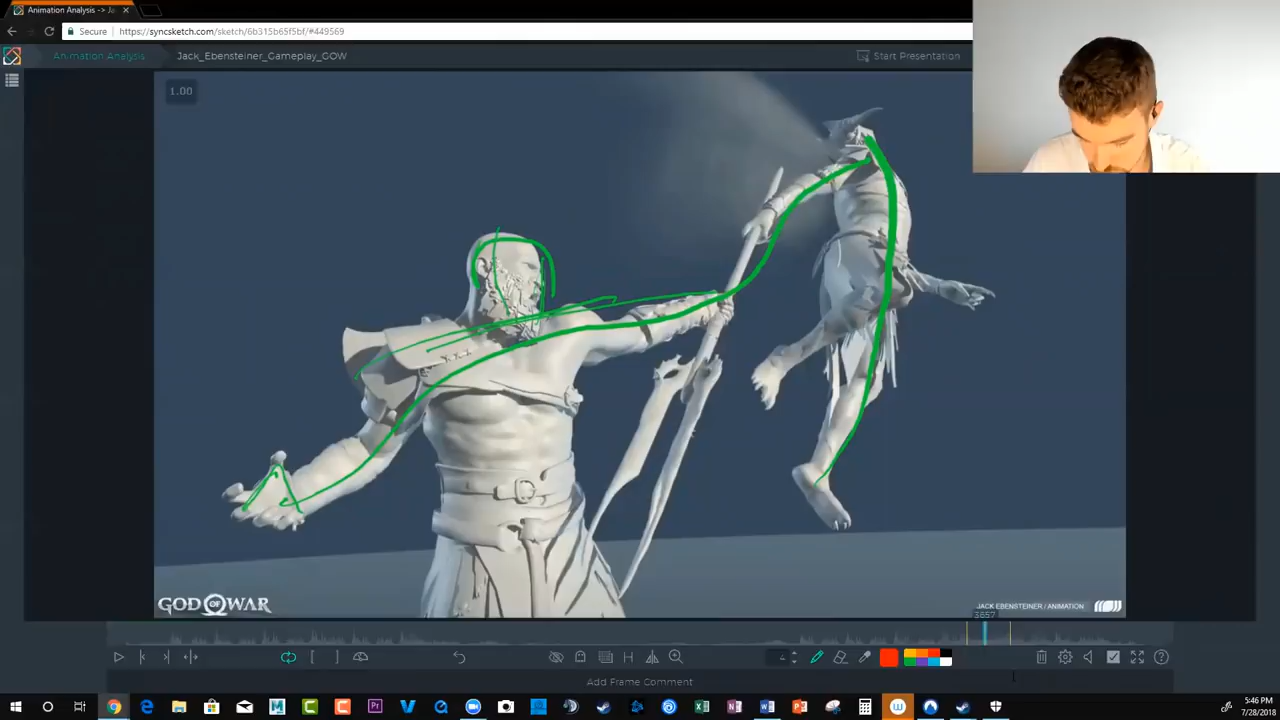 Animation Analysis -> Ja
Secure
https://syncsketch.com/sketch/6b315b65f5bf/#449569
Animation Analysis
Jack_Ebensteiner_Gameplay_GOW
Start Presentation
1.00
GOD OF WAR
JACK EBENSTEINER / ANIMATION
3657
Add Frame Comment
5:46 PM
7/28/2018